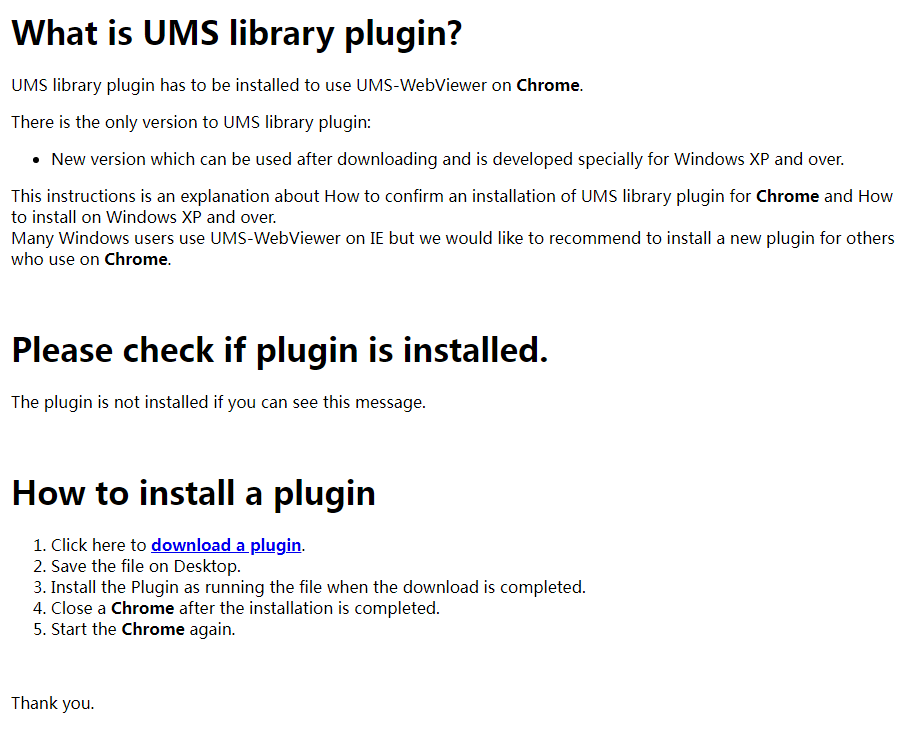 What is UMS library plugin?
UMS library plugin has to be installed to use UMS-WebViewer on Chrome.
There is the only version to UMS library plugin:
• New version which can be used after downloading and is developed specially for Windows XP and over.
This instructions is an explanation about How to confirm an installation of UMS library plugin for Chrome and How
to install on Windows XP and over.
Many Windows users use UMS-WebViewer on IE but we would like to recommend to install a new plugin for others
who use on Chrome.
Please check if plugin is installed.
The plugin is not installed if you can see this message.
How to install a plugin
1. Click here to download a plugin.
2. Save the file on Desktop.
3. Install the Plugin as running the file when the download is completed.
4. Close a Chrome after the installation is completed.
5. Start the Chrome again.
Thank you.